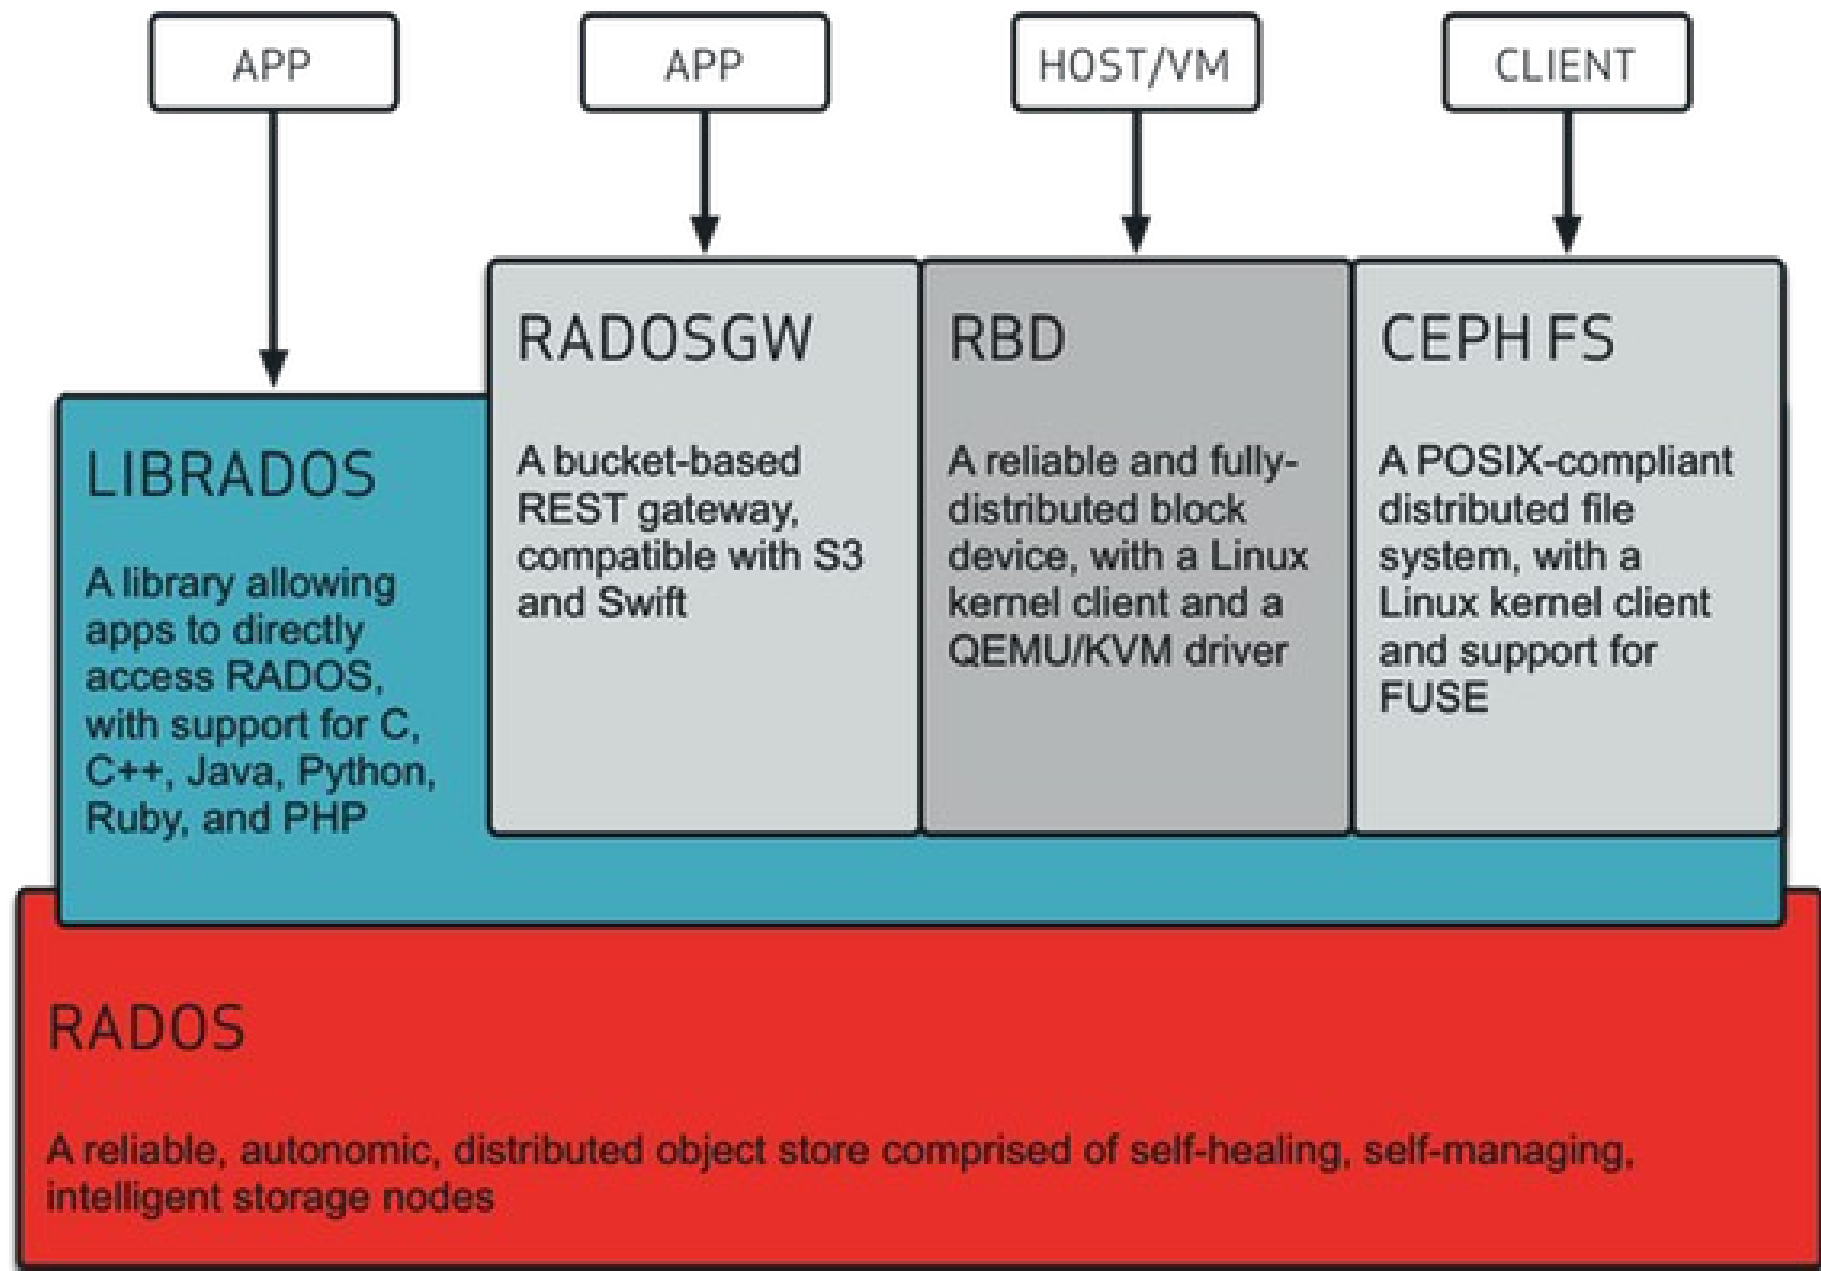 APP
APP
HOST/VM
CLIENT
LIBRADOS
A library allowing
apps to directly
access RADOS,
with support for C,
C++, Java, Python,
Ruby, and PHP
RADOSGW
A bucket-based
REST gateway,
compatible with S3
and Swift
RBD
A reliable and fully-
distributed block
device, with a Linux
kernel client and a
QEMU/KVM driver
CEPH FS
A POSIX-compliant
distributed file
system, with a
Linux kernel client
and support for
FUSE
RADOS
A reliable, autonomic, distributed object store comprised of self-healing, self-managing,
intelligent storage nodes